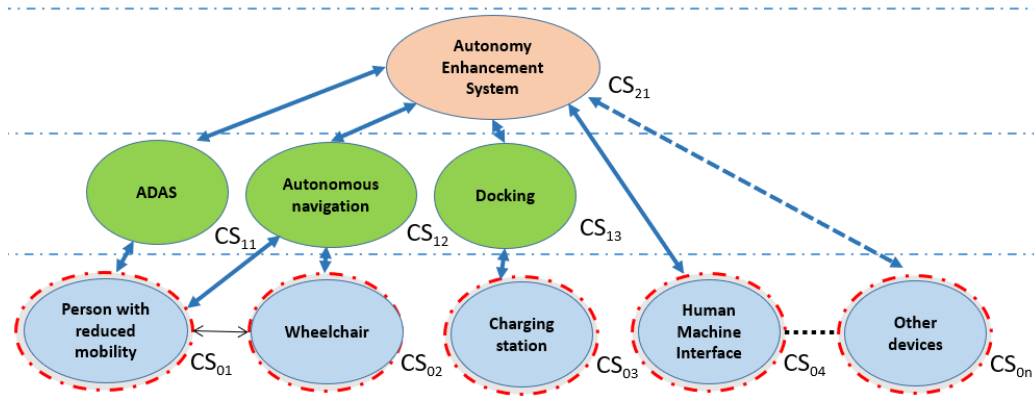 Autonomy
Enhancement
System
CS21
ADAS
CS11
Autonomous
navigation
CS12
Docking
CS13
Person with
reduced
mobility
CS01
Wheelchair
CS02
Charging
station
CS03
Human
Machine
Interface
CS04
Other
devices
CS0n